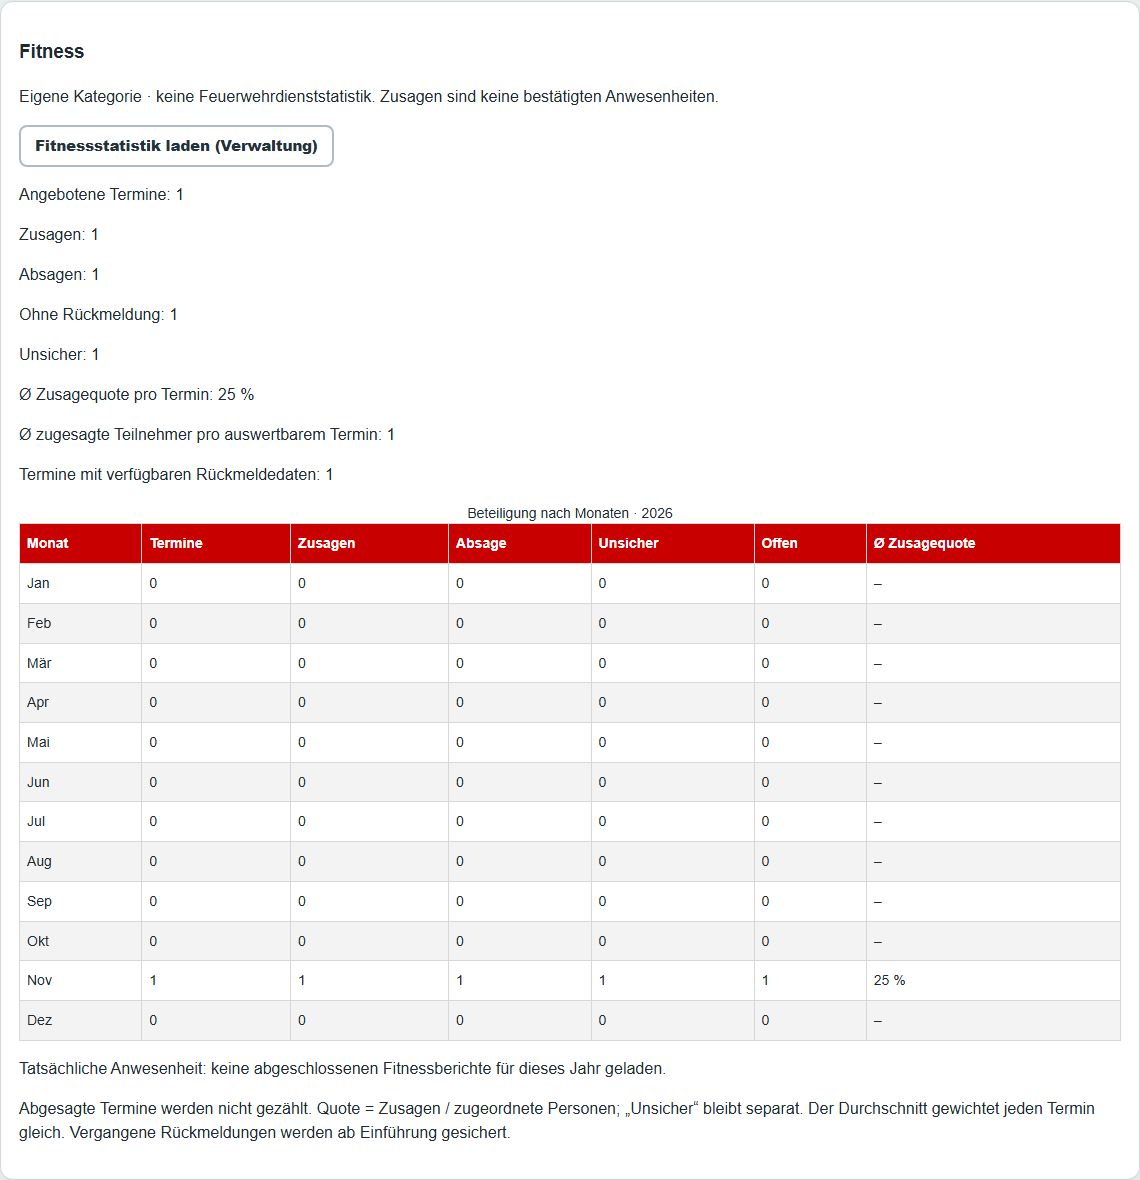 Fitness
Eigene Kategorie · keine Feuerwehrdienststatistik. Zusagen sind keine bestätigten Anwesenheiten.
Fitnessstatistik laden (Verwaltung)
Angebotene Termine: 1
Zusagen: 1
Absagen: 1
Ohne Rückmeldung: 1
Unsicher: 1
Ø Zusagequote pro Termin: 25 %
Ø zugesagte Teilnehmer pro auswertbarem Termin: 1
Termine mit verfügbaren Rückmeldedaten: 1
Beteiligung nach Monaten · 2026
Monat Termine Zusagen Absage Unsicher Offen Ø Zusagequote
Jan 0 0 0 0 0 –
Feb 0 0 0 0 0 –
Mär 0 0 0 0 0 –
Apr 0 0 0 0 0 –
Mai 0 0 0 0 0 –
Jun 0 0 0 0 0 –
Jul 0 0 0 0 0 –
Aug 0 0 0 0 0 –
Sep 0 0 0 0 0 –
Okt 0 0 0 0 0 –
Nov 1 1 1 1 1 25 %
Dez 0 0 0 0 0 –
Tatsächliche Anwesenheit: keine abgeschlossenen Fitnessberichte für dieses Jahr geladen.
Abgesagte Termine werden nicht gezählt. Quote = Zusagen / zugeordnete Personen; „Unsicher“ bleibt separat. Der Durchschnitt gewichtet jeden Termin
gleich. Vergangene Rückmeldungen werden ab Einführung gesichert.